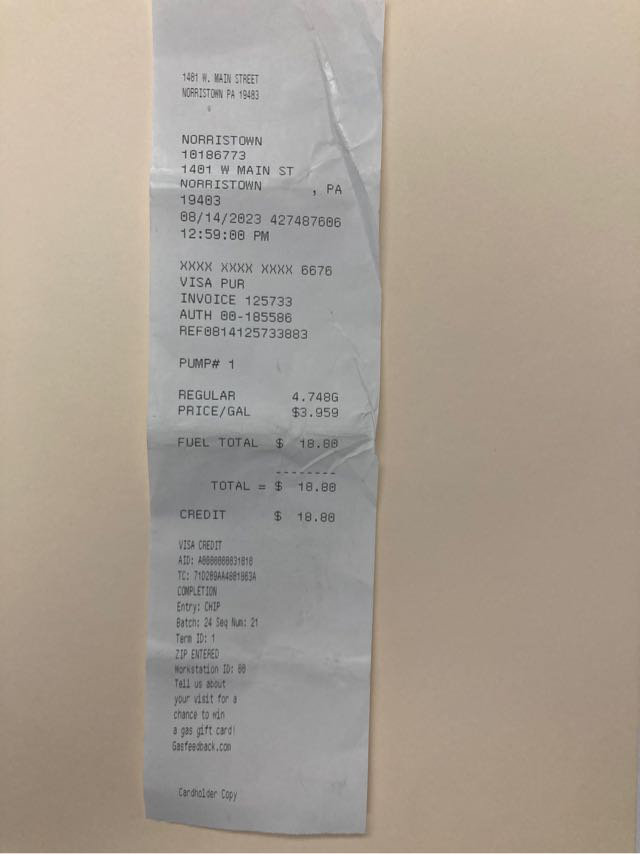 1401 W. MAIN STREET
NORRISTOWN PA 19403
NORRISTOWN
10186773
1401 W MAIN ST
NORRISTOWN , PA
19403
08/14/2023 427487606
12:59:00 PM
XXXX XXXX XXXX 6676
VISA PUR
INVOICE 125733
AUTH 00-185586
REF0814125733883
PUMP# 1
REGULAR 4.748G
PRICE/GAL $3.959
FUEL TOTAL $ 18.80
--------
TOTAL = $ 18.80
CREDIT $ 18.80
VISA CREDIT
AID: A0000000031010
TC:
COMPLETION
Entry: CHIP
Batch: 24 Seq Num: 21
Term ID: 1
ZIP ENTERED
Workstation ID: 00
Tell us about
your visit for a
chance to win
a gas gift card!
Gasfeedback.com
Cardholder Copy